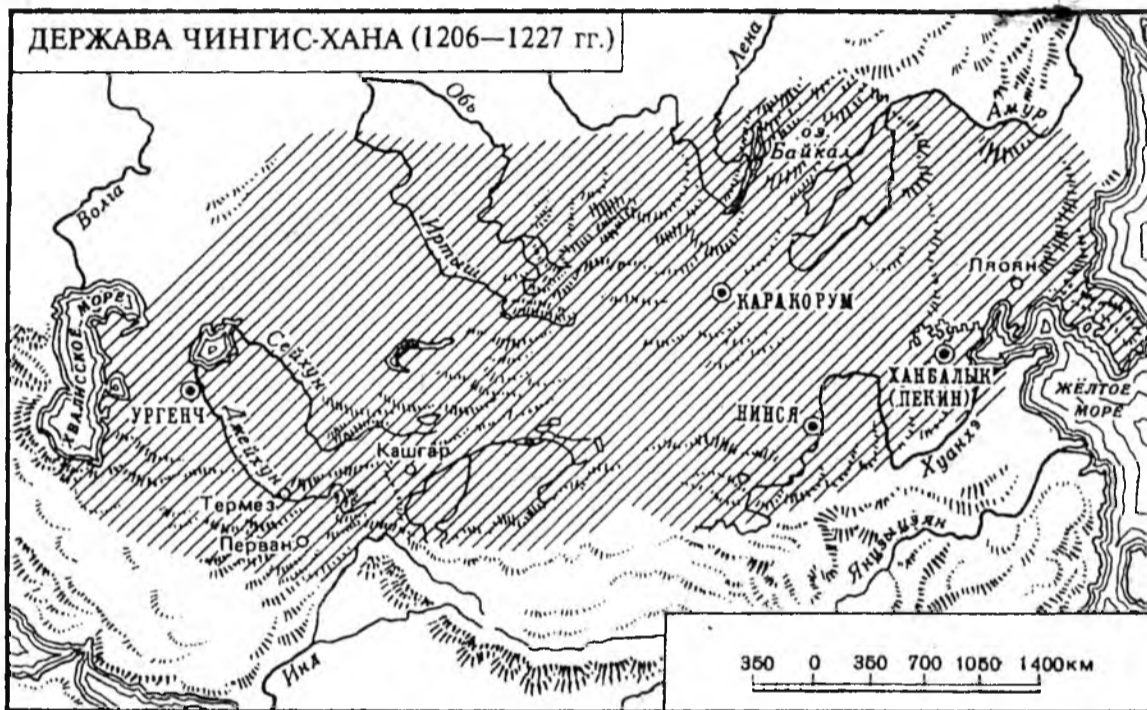 ДЕРЖАВА ЧИНГИС-ХАНА (1206—1227 гг.)
Обь
Лена
Амур
оз.
Байкал
Волга
Иртыш
Ляоян
КАРАКОРУМ
ХВАЛИССКОЕ МОРЕ
Сейхун
ХАНБАЛЫК
(ПЕКИН)
ЖЁЛТОЕ
МОРЕ
УРГЕНЧ
Джейхун
НИНСЯ
Кашгар
Хуанхэ
Термез
Перван
Янцзыцзян
Инд
350 0 350 700 1050 1400км